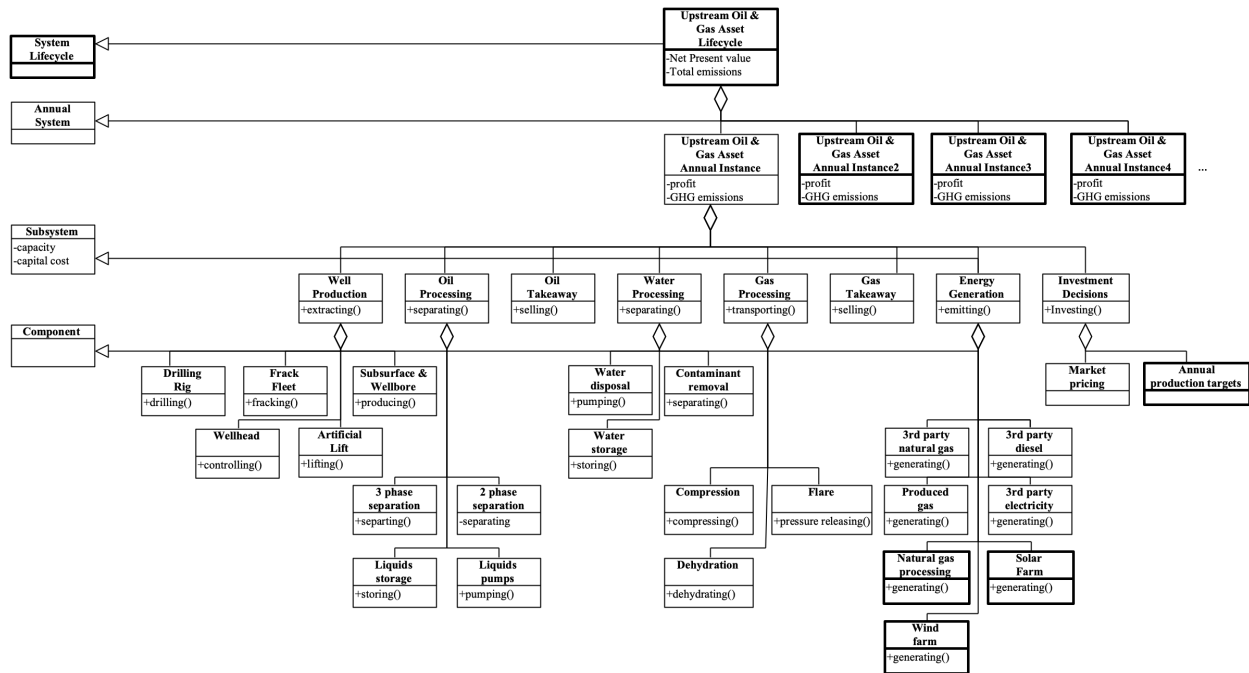 Upstream Oil &
Gas Asset
Lifecycle
-Net Present value
-Total emissions
System
Lifecycle
Annual
System
Upstream Oil &
Gas Asset
Annual Instance
-profit
-GHG emissions
Upstream Oil &
Gas Asset
Annual Instance2
-profit
-GHG emissions
Upstream Oil &
Gas Asset
Annual Instance3
-profit
-GHG emissions
Upstream Oil &
Gas Asset
Annual Instance4
-profit
-GHG emissions
...
Subsystem
-capacity
-capital cost
Well
Production
+extracting()
Oil
Processing
+separating()
Oil
Takeaway
+selling()
Water
Processing
+separating()
Gas
Processing
+transporting()
Gas
Takeaway
+selling()
Energy
Generation
+emitting()
Investment
Decisions
+Investing()
Component
Drilling
Rig
+drilling()
Frack
Fleet
+fracking()
Subsurface &
Wellbore
+producing()
Water
disposal
+pumping()
Contaminant
removal
+separating()
Market
pricing
Annual
production targets
Wellhead
+controlling()
Artificial
Lift
+lifting()
Water
storage
+storing()
3rd party
natural gas
+generating()
3rd party
diesel
+generating()
3 phase
separation
+separting()
2 phase
separation
-separating
Compression
+compressing()
Flare
+pressure releasing()
Produced
gas
+generating()
3rd party
electricity
+generating()
Liquids
storage
+storing()
Liquids
pumps
+pumping()
Dehydration
+dehydrating()
Natural gas
processing
+generating()
Solar
Farm
+generating()
Wind
farm
+generating()